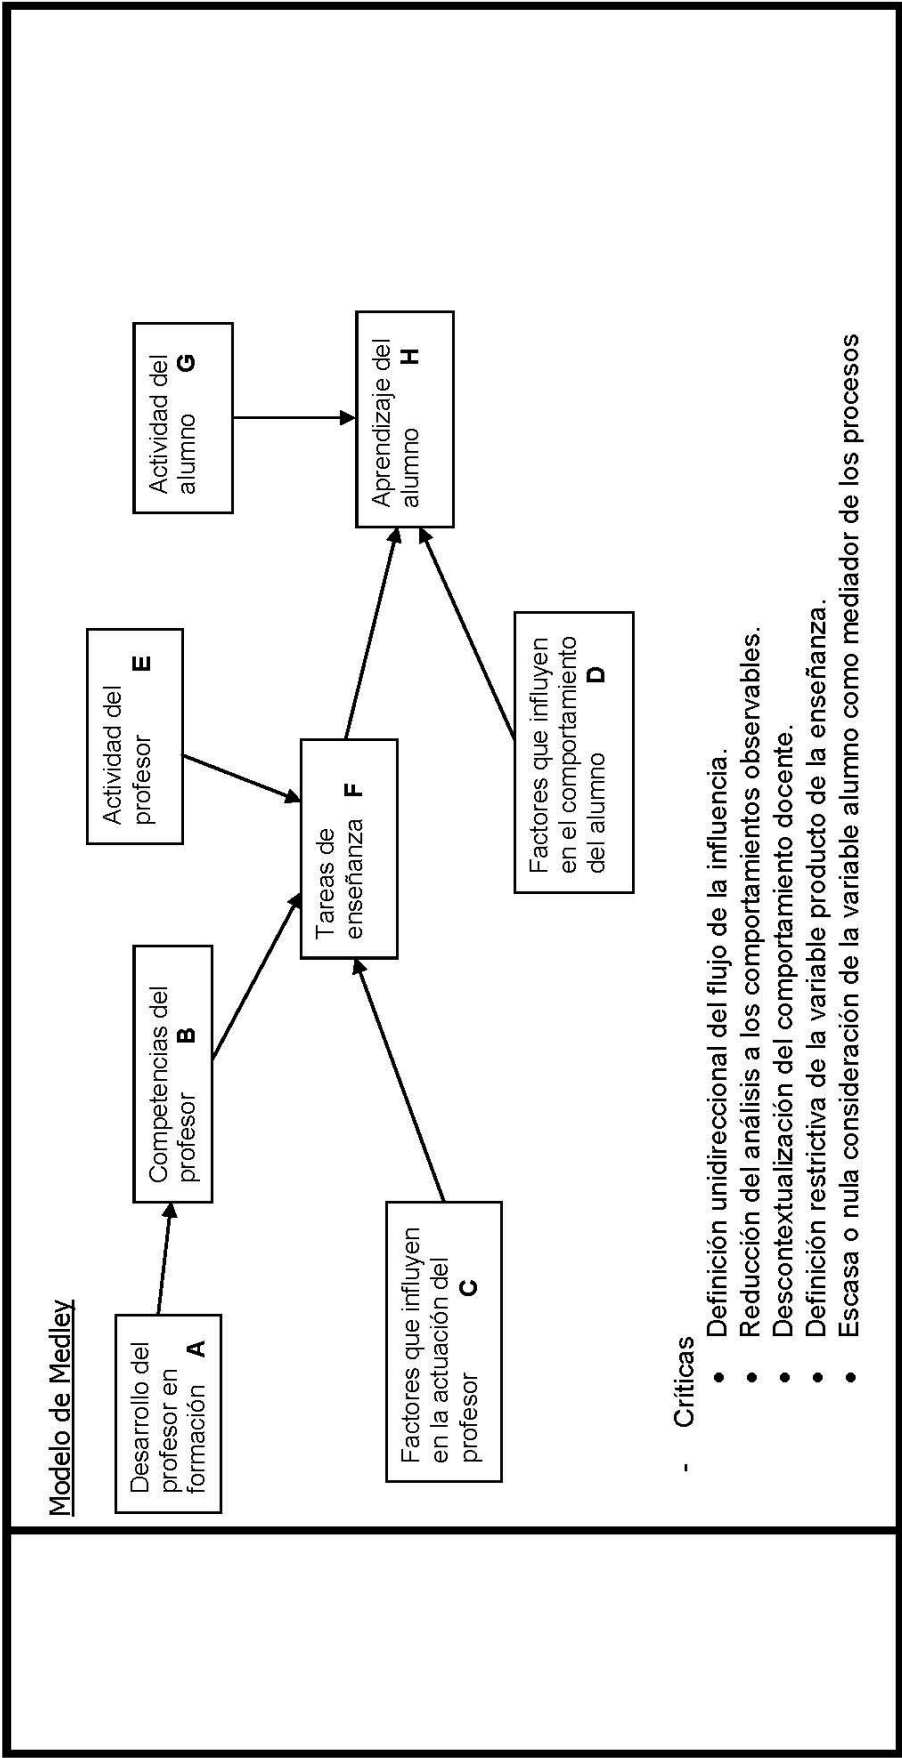 Modelo de Medley
Desarrollo del
profesor en
formación A
Competencias del
profesor B
Actividad del
profesor E
Actividad del
alumno G
Factores que influyen
en la actuación del
profesor C
Tareas de
enseñanza F
Aprendizaje del
alumno H
Factores que influyen
en el comportamiento
del alumno D
- Críticas
• Definición unidireccional del flujo de la influencia.
• Reducción del análisis a los comportamientos observables.
• Descontextualización del comportamiento docente.
• Definición restrictiva de la variable producto de la enseñanza.
• Escasa o nula consideración de la variable alumno como mediador de los procesos